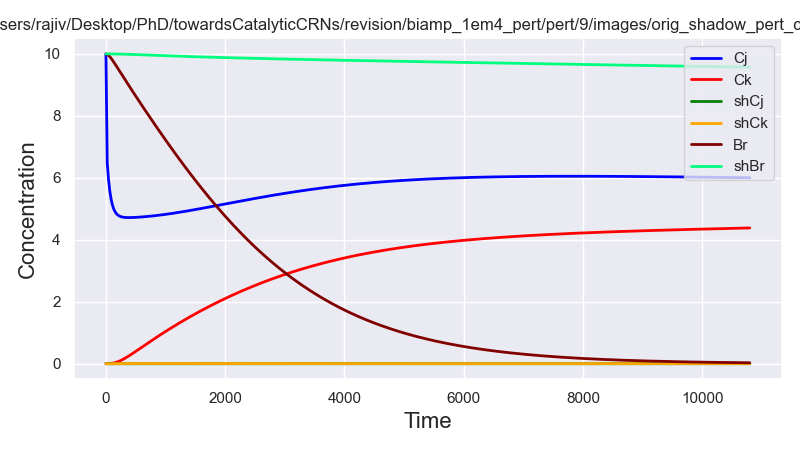 sers/rajiv/Desktop/PhD/towardsCatalyticCRNs/revision/biamp_1em4_pert/pert/9/images/orig_shadow_pert_c
10
8
6
4
2
0
Concentration
Cj
Ck
shCj
shCk
Br
shBr
0 2000 4000 6000 8000 10000
Time